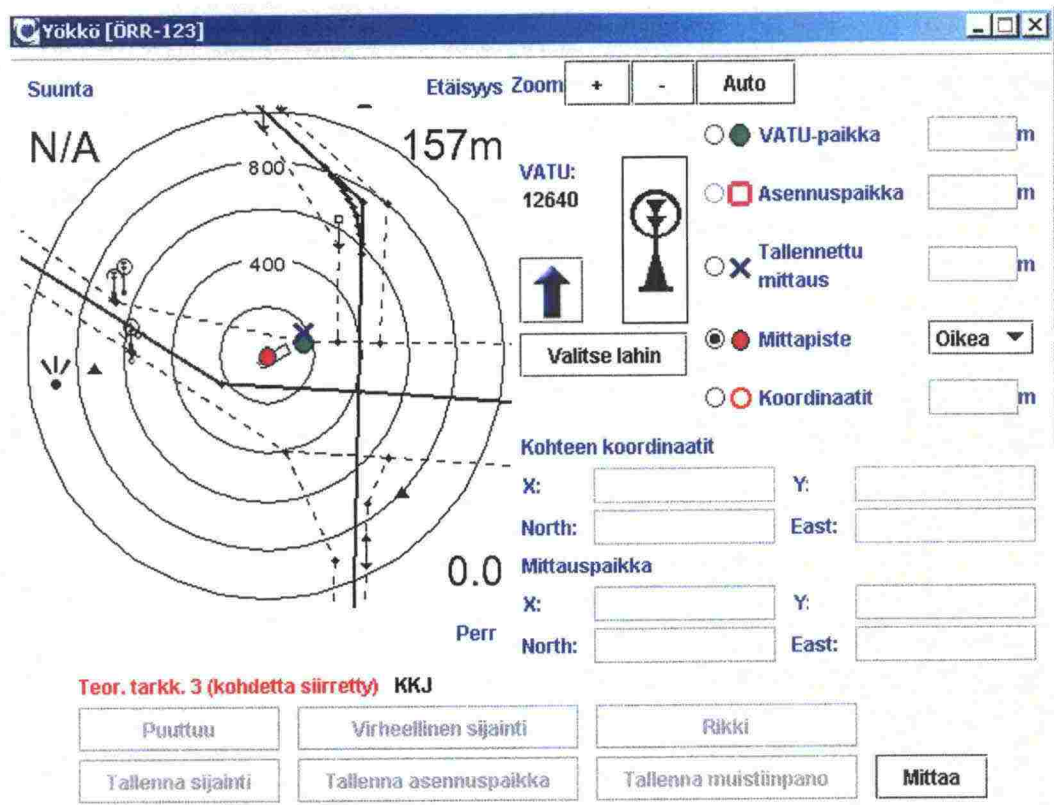 Yökkö [ÖRR-123]
Suunta
Etäisyys Zoom + - Auto
N/A
157m
800
400
VATU:
12640
VATU-paikka m
Asennuspaikka m
Tallennettu
mittaus m
Mittapiste Oikea
Valitse lahin
Koordinaatit m
Kohteen koordinaatit
X: Y:
North: East:
0.0
Mittauspaikka
X: Y:
Perr
North: East:
Teor. tarkk. 3 (kohdetta siirretty) KKJ
Puuttuu Virheellinen sijainti Rikki
Tallenna sijainti Tallenna asennuspaikka Tallenna muistiinpano Mittaa